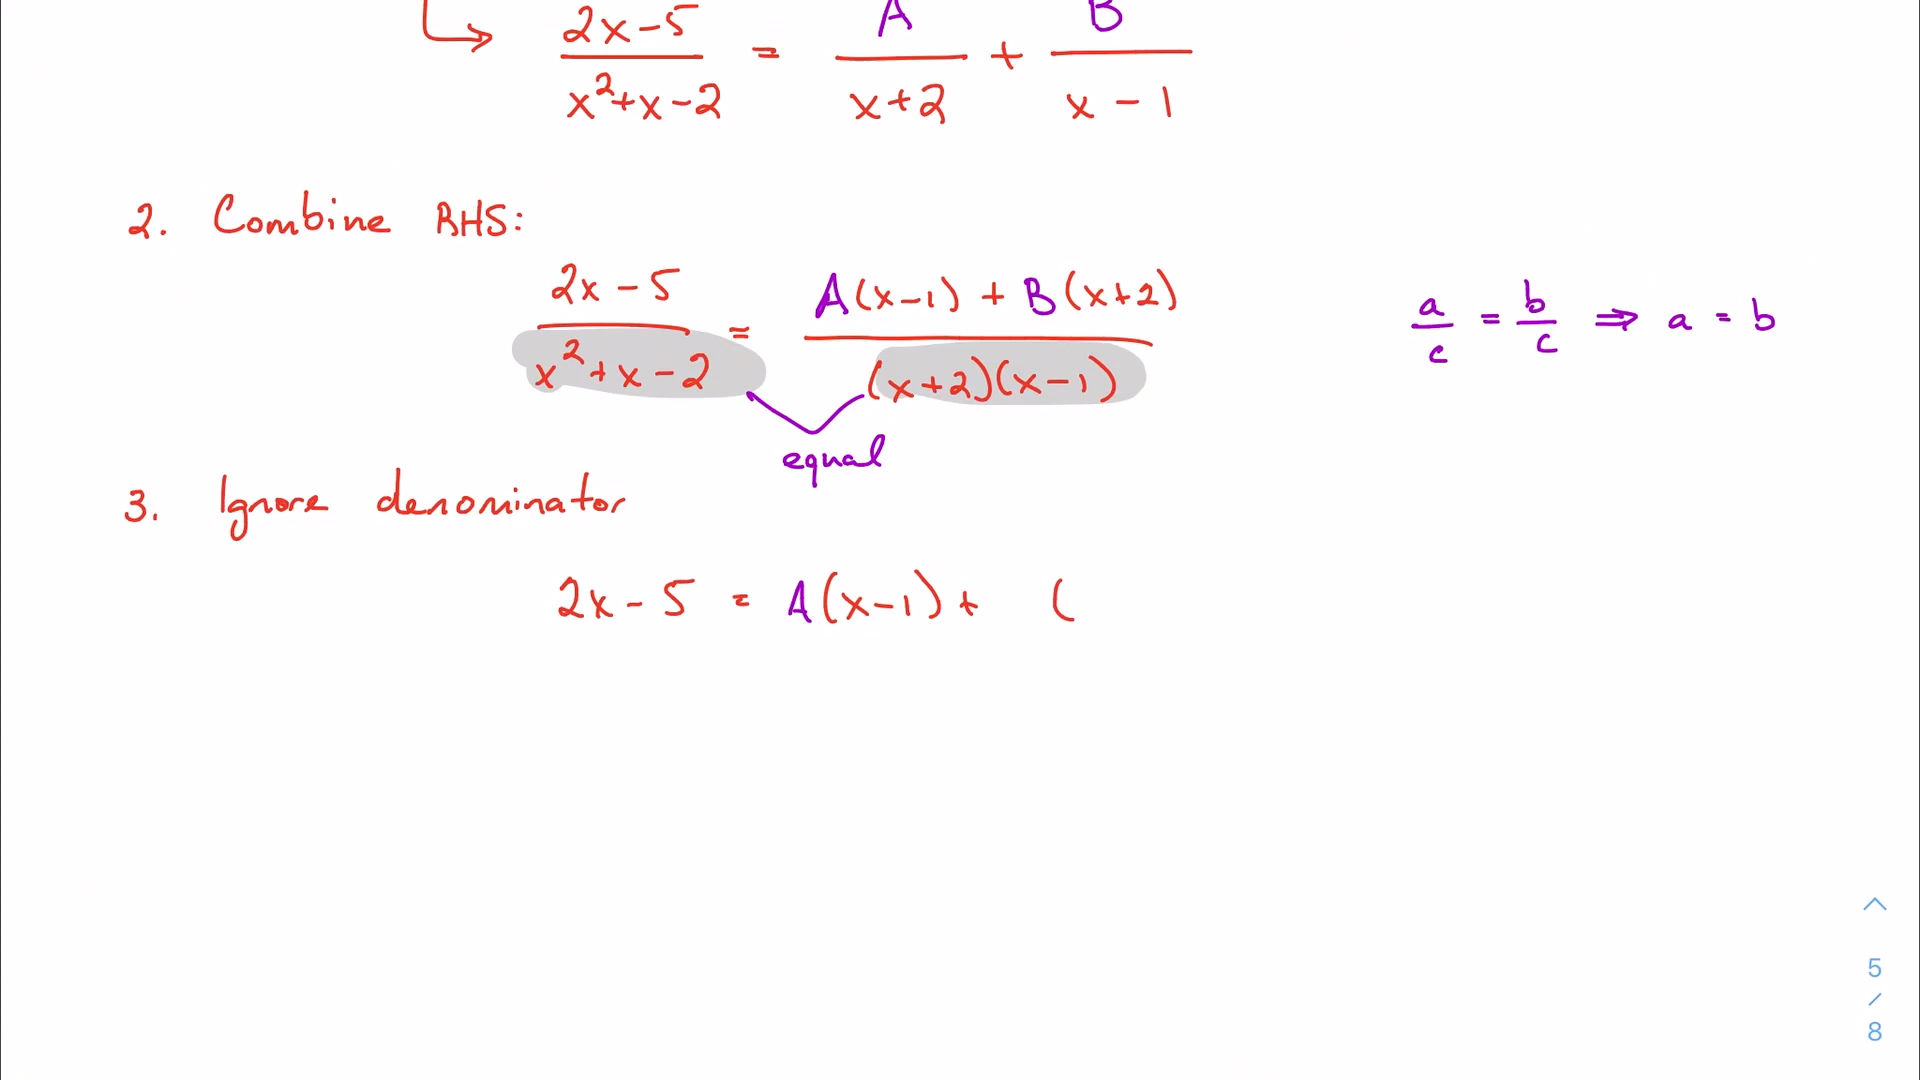 2x-5 / x²+x-2 = A / x+2 + B / x-1
2. Combine RHS:
2x-5 / x²+x-2 = A(x-1) + B(x+2) / (x+2)(x-1)
a/c = b/c ⇒ a = b
equal
3. Ignore denominator
2x-5 = A(x-1)+ (
5
/
8